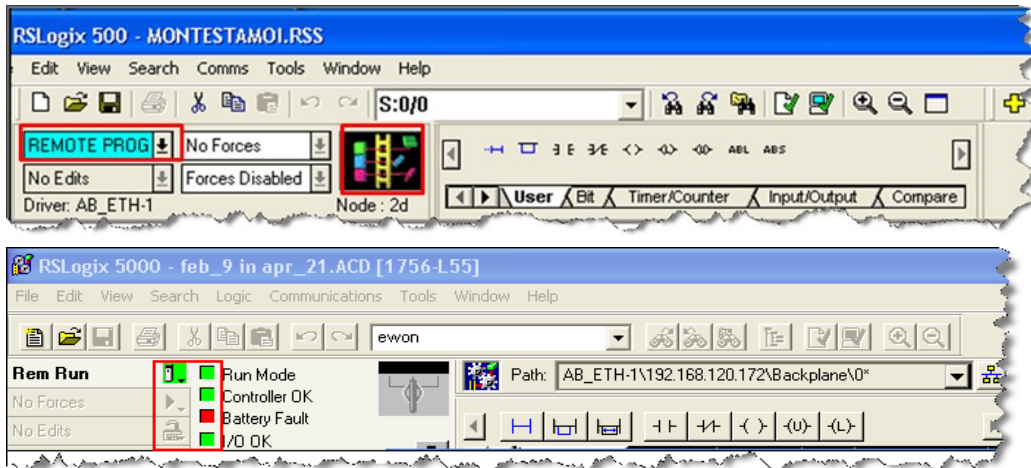 RSLogix 500 - MONTESTAMOI.RSS
Edit View Search Comms Tools Window Help
S:0/0
REMOTE PROG No Forces
No Edits Forces Disabled
Driver: AB_ETH-1 Node : 2d
ABL ABS
User Bit Timer/Counter Input/Output Compare
RSLogix 5000 - feb_9 in apr_21.ACD [1756-L55]
File Edit View Search Logic Communications Tools Window Help
ewon
Rem Run Run Mode Path: AB_ETH-1\192.168.120.172\Backplane\0*
No Forces Controller OK
Battery Fault
No Edits I/O OK